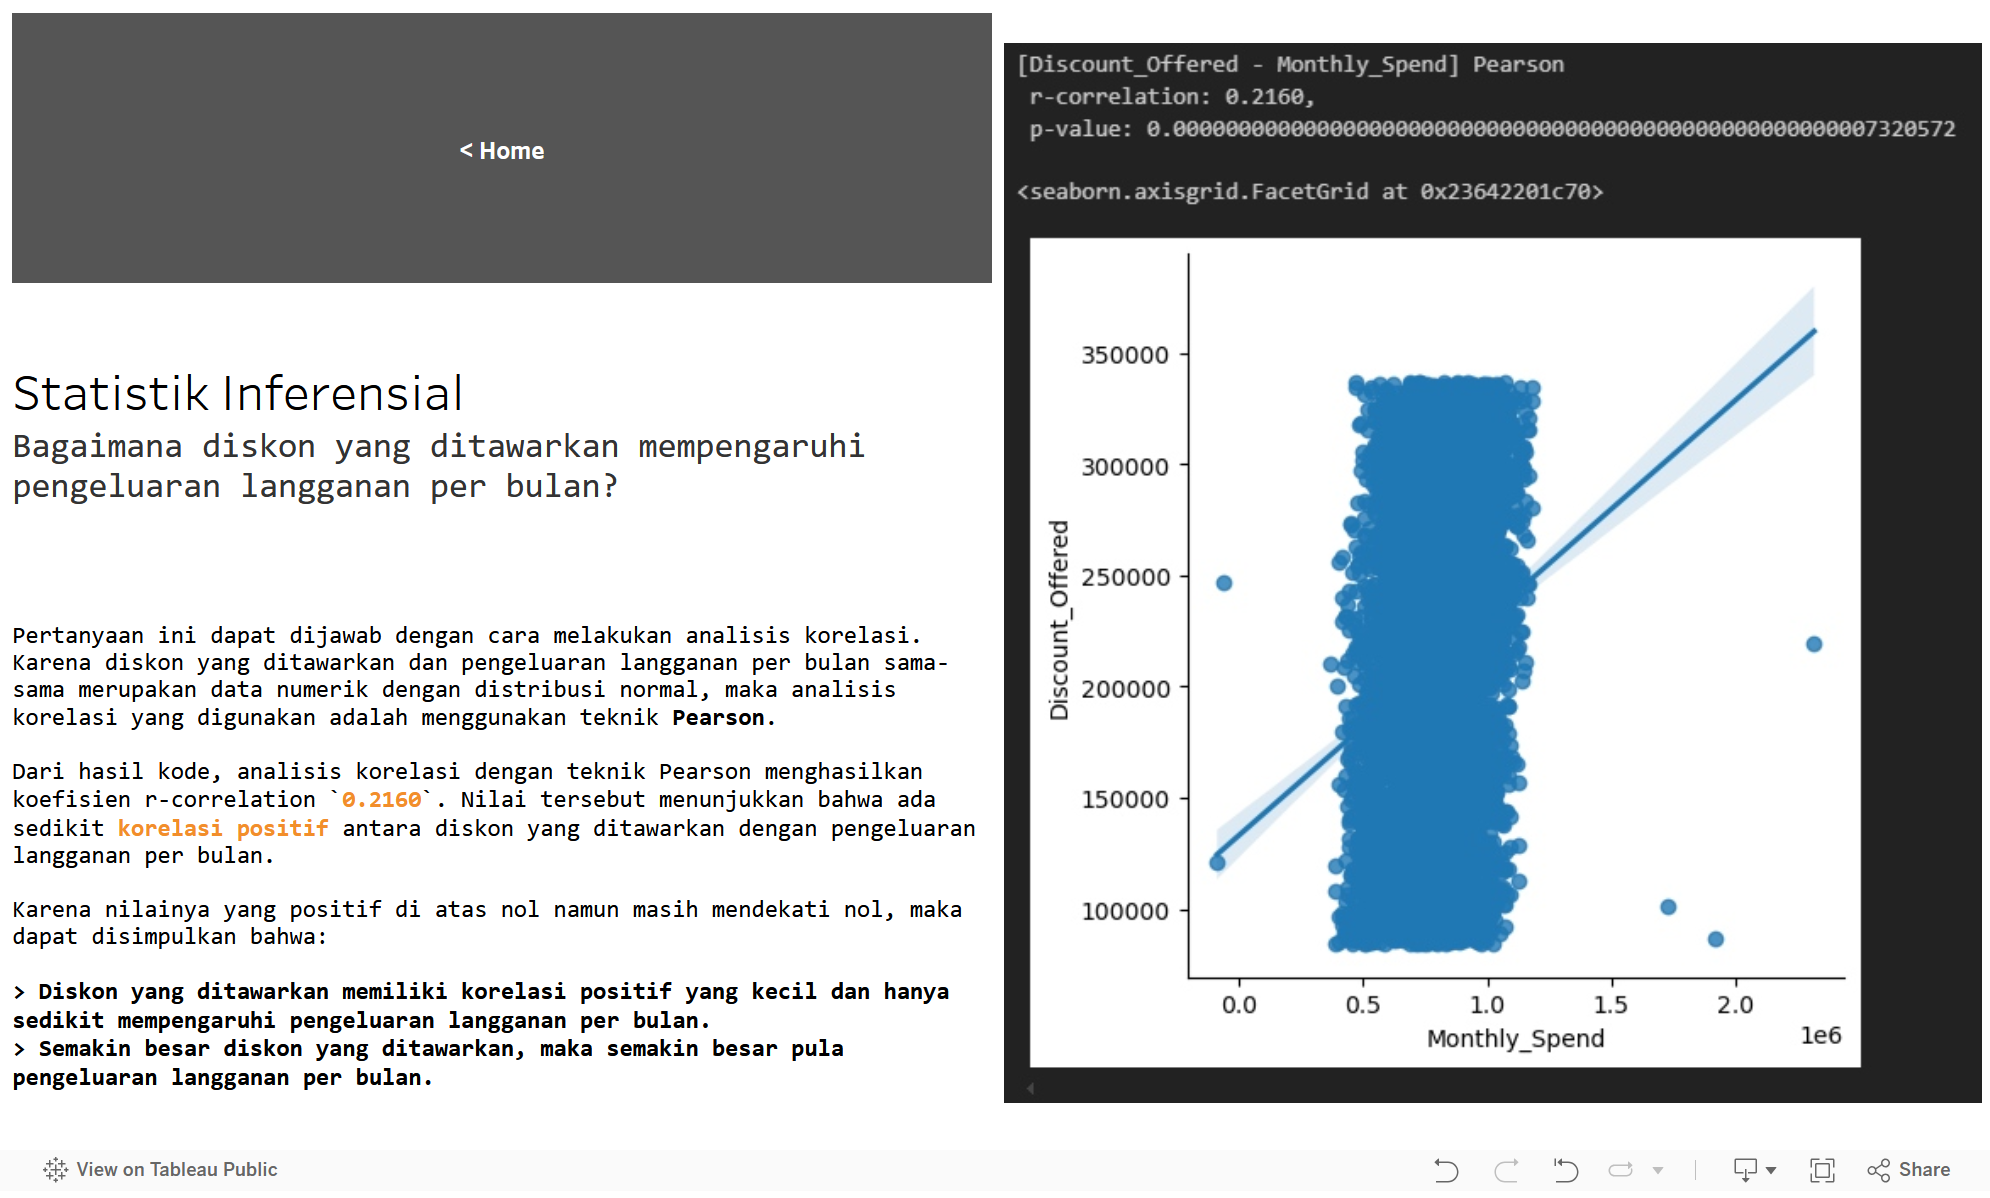 < Home
Statistik Inferensial
Bagaimana diskon yang ditawarkan mempengaruhi
pengeluaran langganan per bulan?
Pertanyaan ini dapat dijawab dengan cara melakukan analisis korelasi.
Karena diskon yang ditawarkan dan pengeluaran langganan per bulan sama-
sama merupakan data numerik dengan distribusi normal, maka analisis
korelasi yang digunakan adalah menggunakan teknik Pearson.
Dari hasil kode, analisis korelasi dengan teknik Pearson menghasilkan
koefisien r-correlation `0.2160`. Nilai tersebut menunjukkan bahwa ada
sedikit korelasi positif antara diskon yang ditawarkan dengan pengeluaran
langganan per bulan.
Karena nilainya yang positif di atas nol namun masih mendekati nol, maka
dapat disimpulkan bahwa:
> Diskon yang ditawarkan memiliki korelasi positif yang kecil dan hanya
sedikit mempengaruhi pengeluaran langganan per bulan.
> Semakin besar diskon yang ditawarkan, maka semakin besar pula
pengeluaran langganan per bulan.
[Discount_Offered - Monthly_Spend] Pearson
r-correlation: 0.2160,
p-value:
<seaborn.axisgrid.FacetGrid at 0x23642201c70>
350000
300000
250000
200000
150000
100000
Discount_Offered
0.0 0.5 1.0 1.5 2.0
Monthly_Spend
1e6
View on Tableau Public
Share